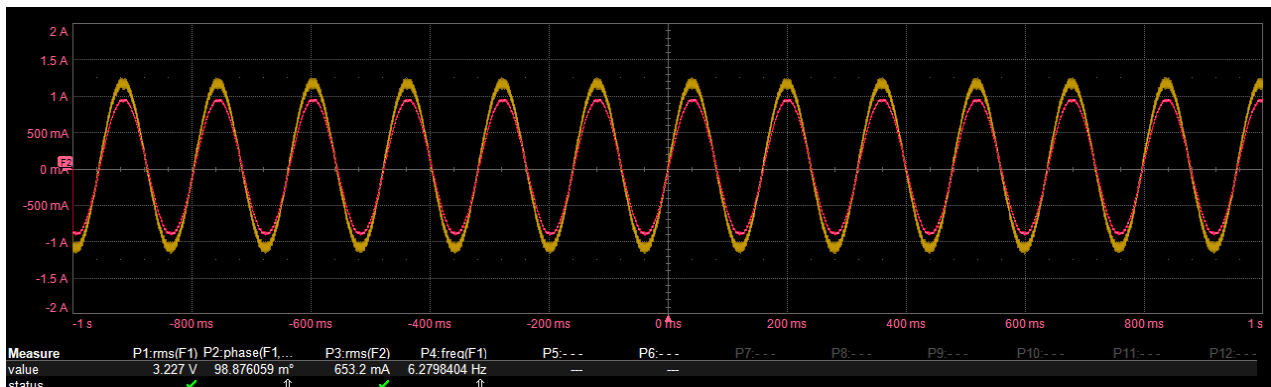 2 A
1.5 A
1 A
500 mA
F2
0 mA
-500 mA
-1 A
-1.5 A
-2 A
-1 s -800 ms -600 ms -400 ms -200 ms 0 ms 200 ms 400 ms 600 ms 800 ms 1 s
Measure P1:rms(F1) P2:phase(F1,... P3:rms(F2) P4:freq(F1) P5:- - - P6:- - - P7:- - - P8:- - - P9:- - - P10:- - - P11:- - - P12:- - -
value 3.227 V 98.876059 m° 653.2 mA 6.2798404 Hz --- ---
status